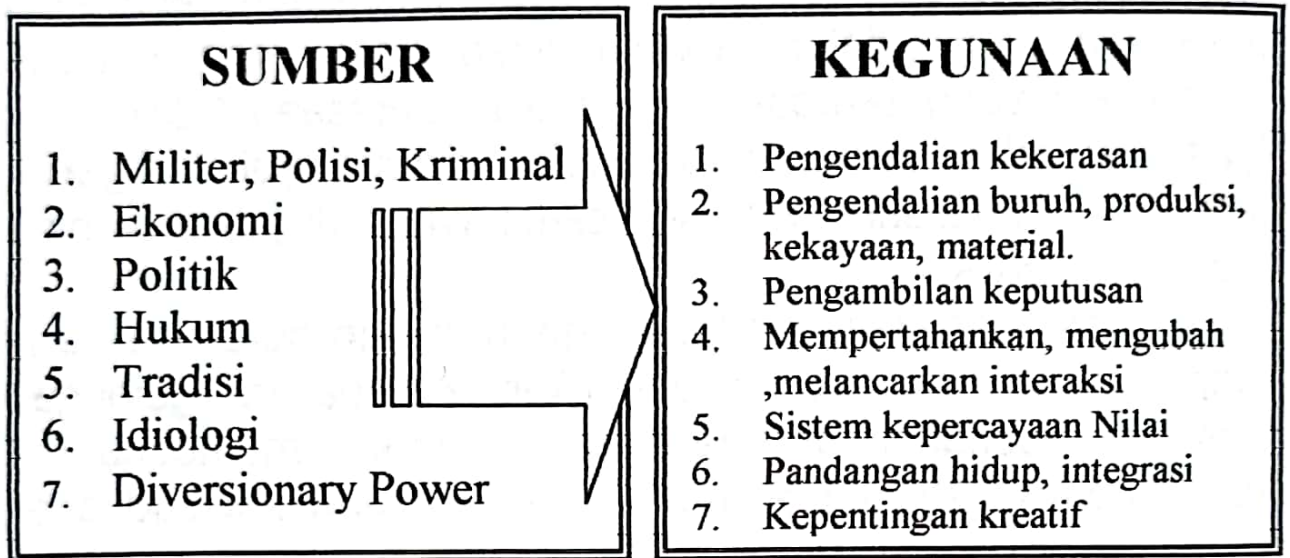 SUMBER
1. Militer, Polisi, Kriminal
2. Ekonomi
3. Politik
4. Hukum
5. Tradisi
6. Idiologi
7. Diversionary Power
KEGUNAAN
1. Pengendalian kekerasan
2. Pengendalian buruh, produksi,
kekayaan, material.
3. Pengambilan keputusan
4. Mempertahankan, mengubah
,melancarkan interaksi
5. Sistem kepercayaan Nilai
6. Pandangan hidup, integrasi
7. Kepentingan kreatif